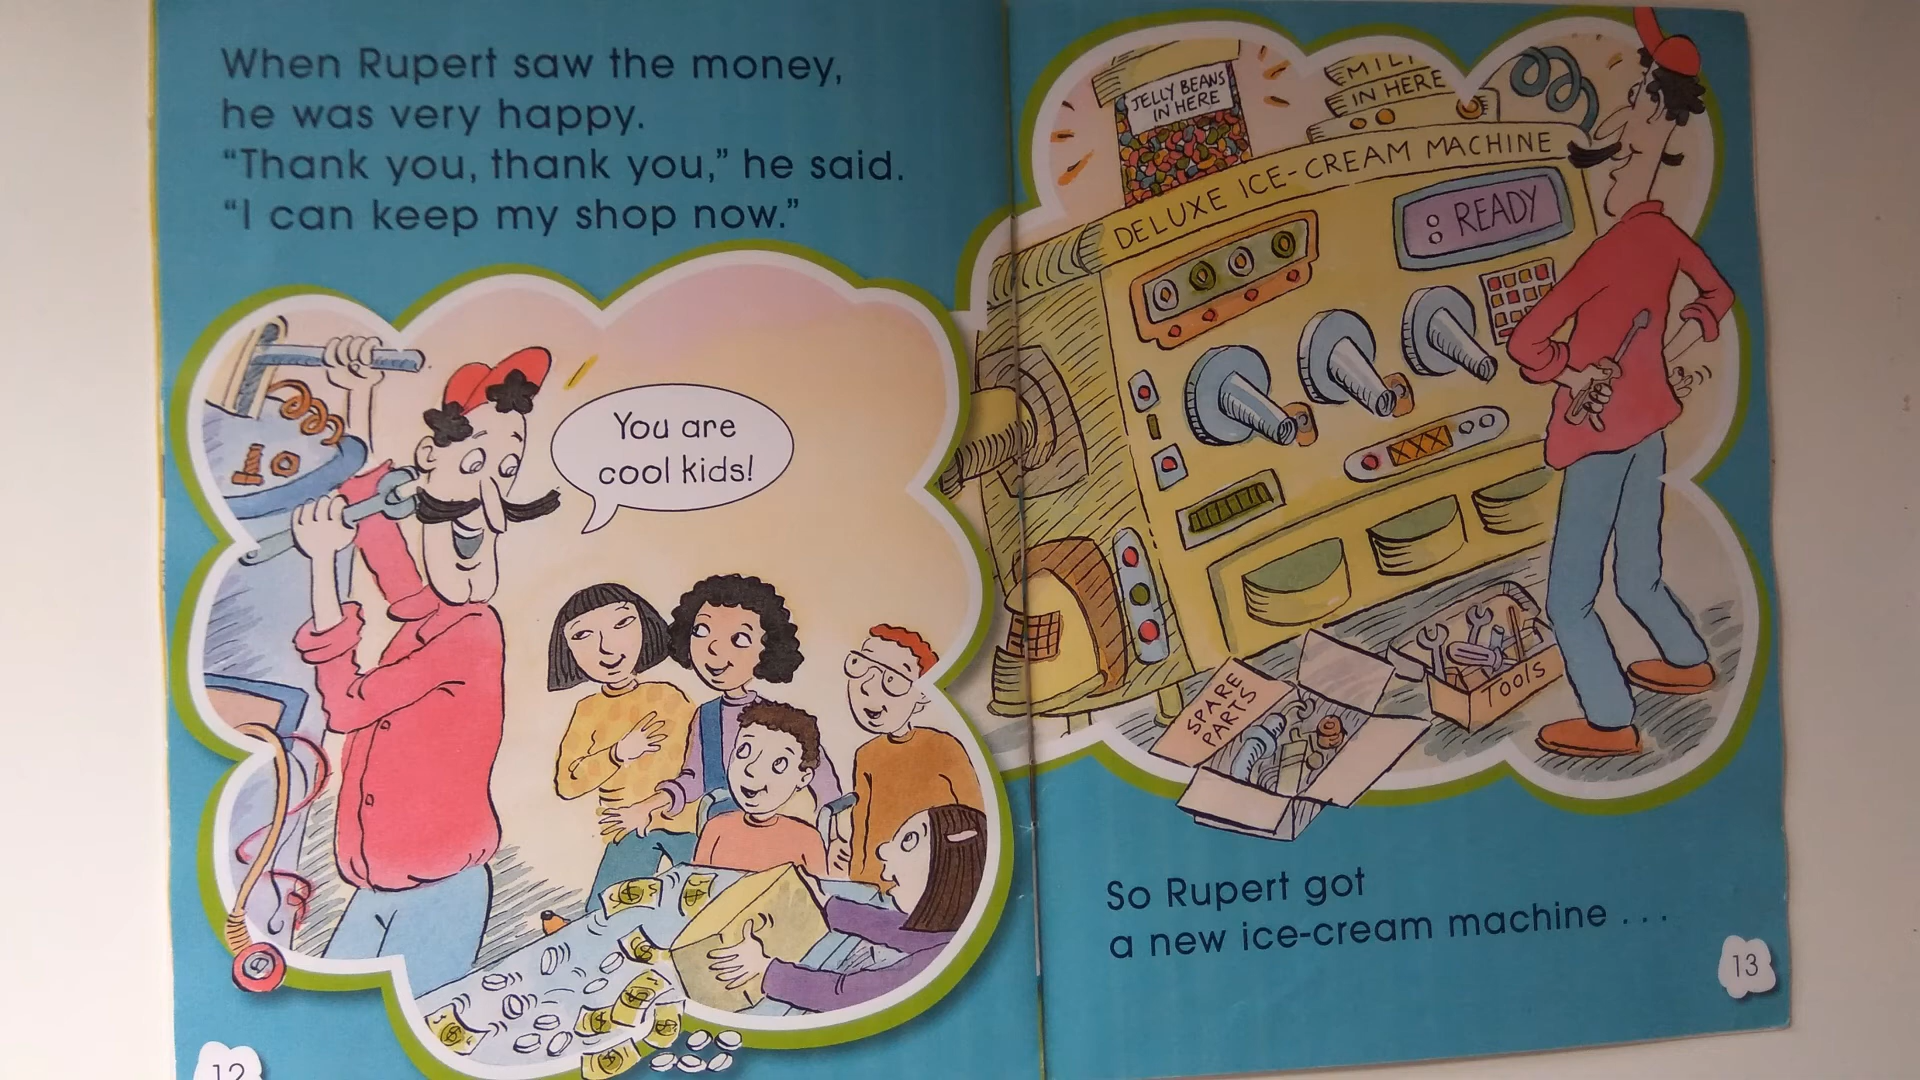 When Rupert saw the money,
he was very happy.
“Thank you, thank you,” he said.
“I can keep my shop now.”
You are
cool kids!
12
JELLY BEANS
IN HERE
IN HERE
DELUXE ICE-CREAM MACHINE
READY
SPARE
PARTS
TOOLS
So Rupert got
a new ice-cream machine . . .
13